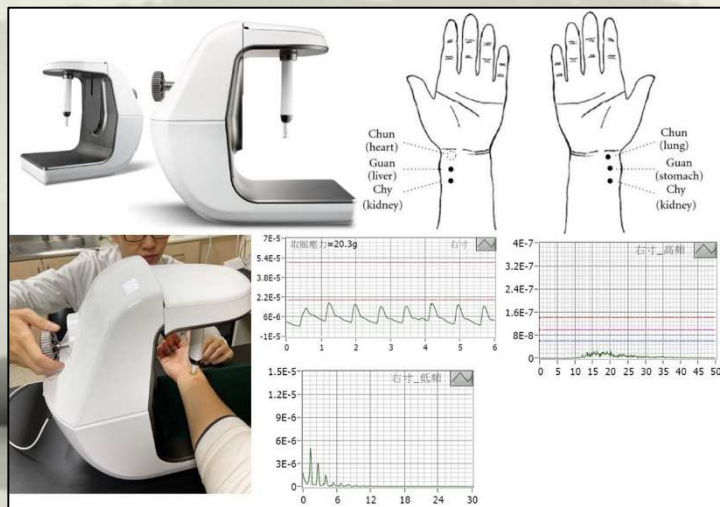 Chun
(heart)
Guan
(liver)
Chy
(kidney)
Chun
(lung)
Guan
(stomach)
Chy
(kidney)
取脈壓力=20.3g
右寸
7E-5
5.4E-5
3.8E-5
2.2E-5
6E-6
-1E-5
0 1 2 3 4 5 6
右寸_高頻
4E-7
3.2E-7
2.4E-7
1.6E-7
8E-8
0
0 5 10 15 20 25 30 35 40 45 50
右寸_低頻
1.5E-5
1.2E-5
9E-6
6E-6
3E-6
0
0 6 12 18 24 30